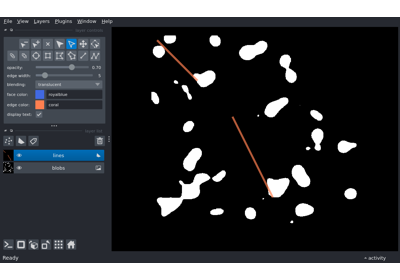 File View Plugins Window Help
opacity: 0.70
edge width: 5
blending: translucent
face color: royalblue
edge color: coral
display text:
lines
blobs
Ready
activity